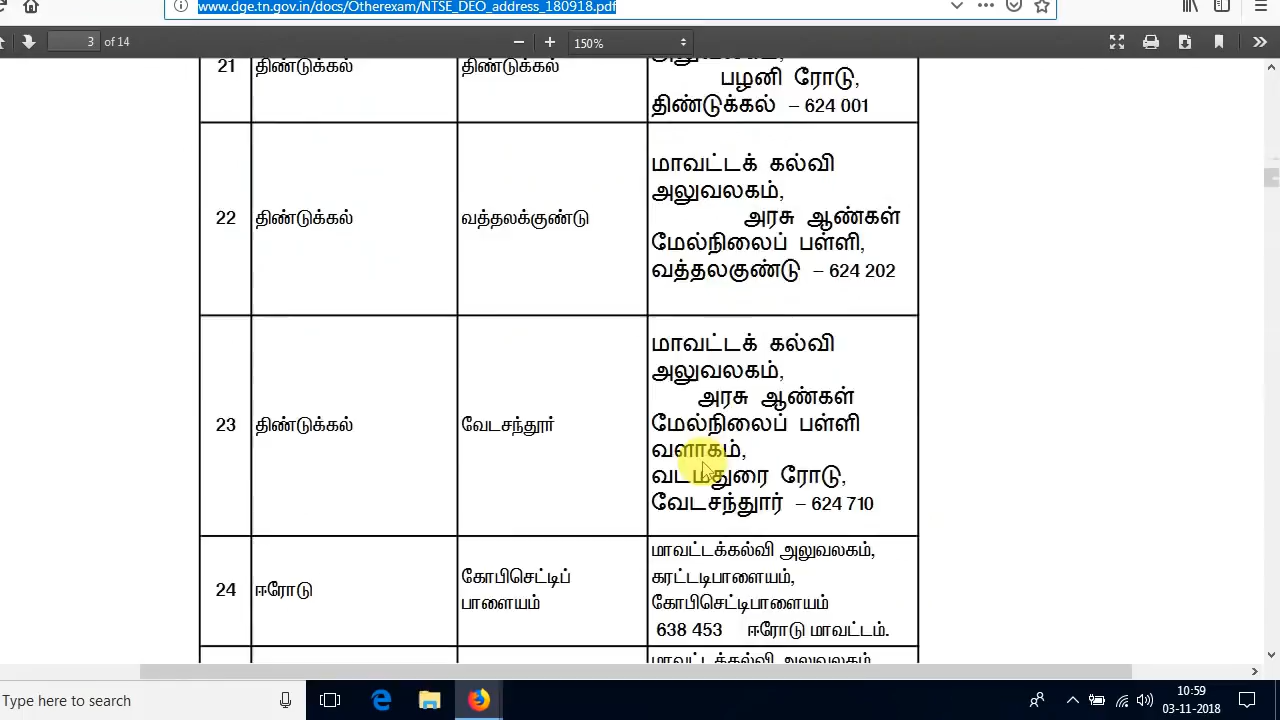 www.dge.tn.gov.in/docs/Otherexam/NTSE_DEO_address_180918.pdf
3 of 14
150%
21 திண்டுக்கல் திண்டுக்கல்
பழனி ரோடு,
திண்டுக்கல் – 624 001
22 திண்டுக்கல் வத்தலக்குண்டு
மாவட்டக் கல்வி
அலுவலகம்,
அரசு ஆண்கள்
மேல்நிலைப் பள்ளி,
வத்தலகுண்டு – 624 202
23 திண்டுக்கல் வேடசந்தூர்
மாவட்டக் கல்வி
அலுவலகம்,
அரசு ஆண்கள்
மேல்நிலைப் பள்ளி
வளாகம்,
வடமதுரை ரோடு,
வேடசந்தூர் – 624 710
24 ஈரோடு கோபிசெட்டிப்
பாளையம்
மாவட்டக்கல்வி அலுவலகம்,
கரட்டடிபாளையம்,
கோபிசெட்டிபாளையம்
638 453 ஈரோடு மாவட்டம்.
Type here to search
10:59
03-11-2018